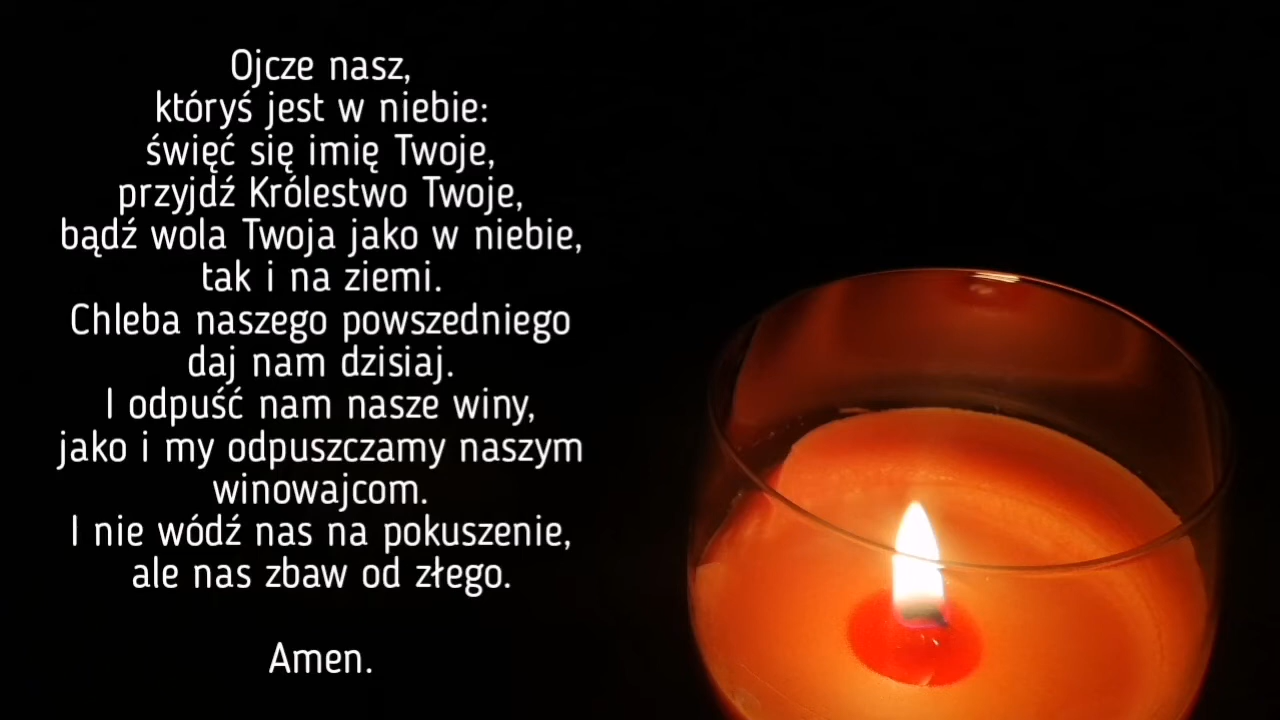 Ojcze nasz,
któryś jest w niebie:
święć się imię Twoje,
przyjdź Królestwo Twoje,
bądź wola Twoja jako w niebie,
tak i na ziemi.
Chleba naszego powszedniego
daj nam dzisiaj.
I odpuść nam nasze winy,
jako i my odpuszczamy naszym
winowajcom.
I nie wódź nas na pokuszenie,
ale nas zbaw od złego.
Amen.